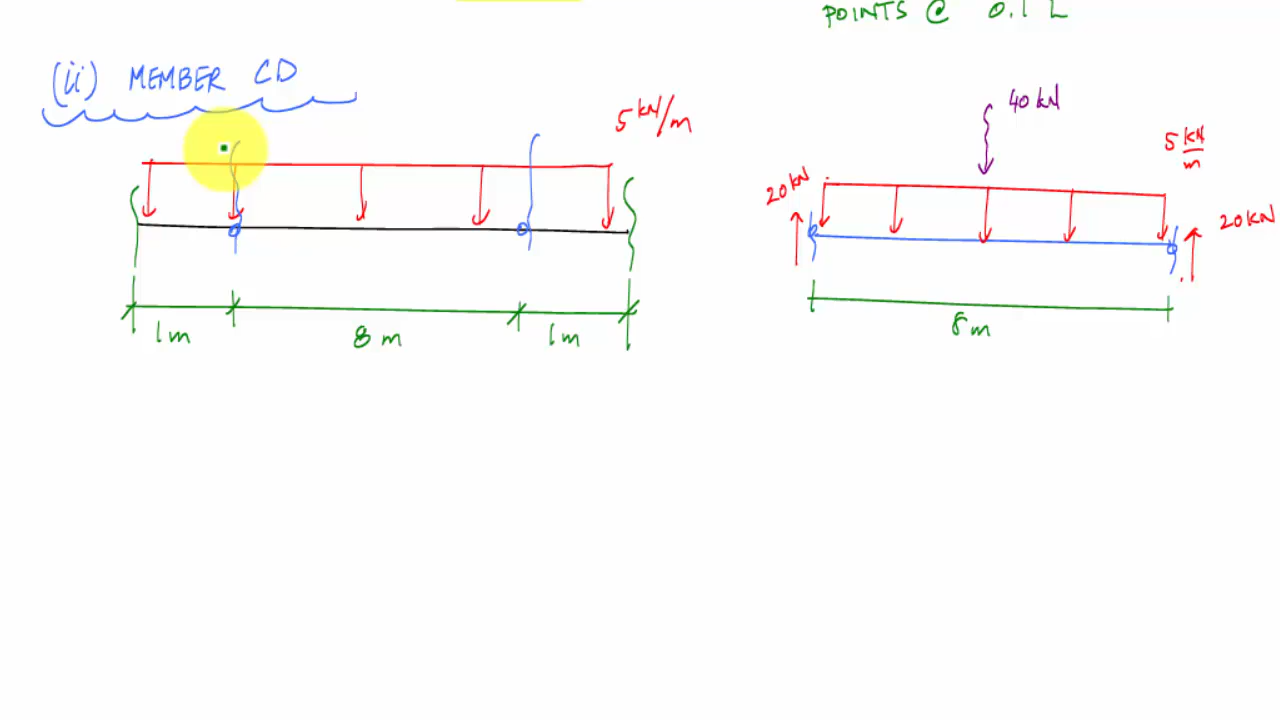 POINTS @ 0.1 L
(ii) MEMBER CD
5 kN/m
1m
8m
1m
40 kN
20 kN
5 kN/m
20 kN
8m